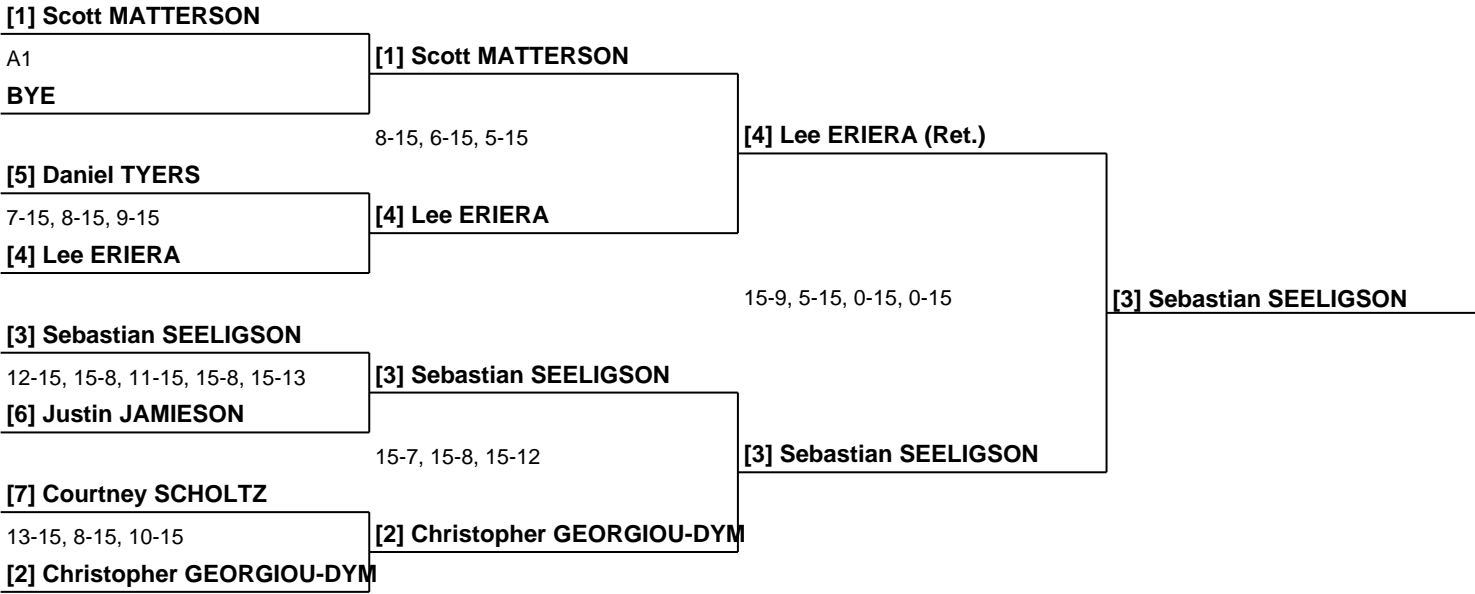 [1] Scott MATTERSON
A1
BYE
[1] Scott MATTERSON
8-15, 6-15, 5-15
[4] Lee ERIERA (Ret.)
[5] Daniel TYERS
7-15, 8-15, 9-15
[4] Lee ERIERA
[4] Lee ERIERA
15-9, 5-15, 0-15, 0-15
[3] Sebastian SEELIGSON
[3] Sebastian SEELIGSON
12-15, 15-8, 11-15, 15-8, 15-13
[6] Justin JAMIESON
[3] Sebastian SEELIGSON
15-7, 15-8, 15-12
[3] Sebastian SEELIGSON
[7] Courtney SCHOLTZ
13-15, 8-15, 10-15
[2] Christopher GEORGIOU-DYM
[2] Christopher GEORGIOU-DYM